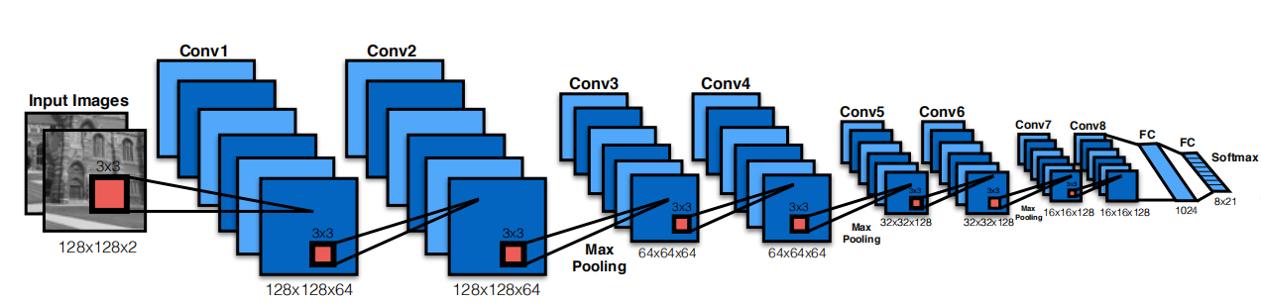 Conv1
Conv2
Conv3
Conv4
Conv5
Conv6
Conv7
Conv8
FC
FC
Softmax
Input Images
3x3
3x3
3x3
3x3
3x3
3x3
3x3
3x3
128x128x2
128x128x64
128x128x64
Max
Pooling
64x64x64
64x64x64
Max
Pooling
32x32x128
32x32x128
Max
Pooling
16x16x128
16x16x128
1024
8x21